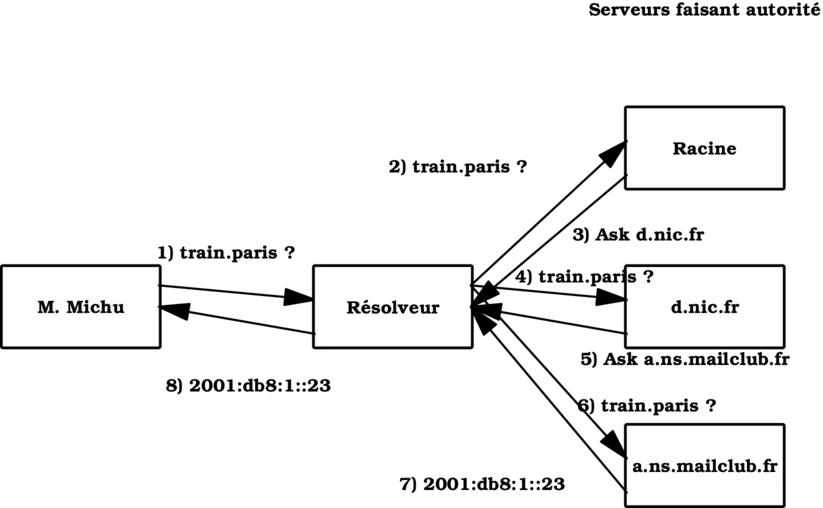 Serveurs faisant autorité
Racine
2) train.paris ?
3) Ask d.nic.fr
1) train.paris ?
4) train.paris ?
M. Michu
Résolveur
d.nic.fr
5) Ask a.ns.mailclub.fr
8) 2001:db8:1::23
6) train.paris ?
a.ns.mailclub.fr
7) 2001:db8:1::23